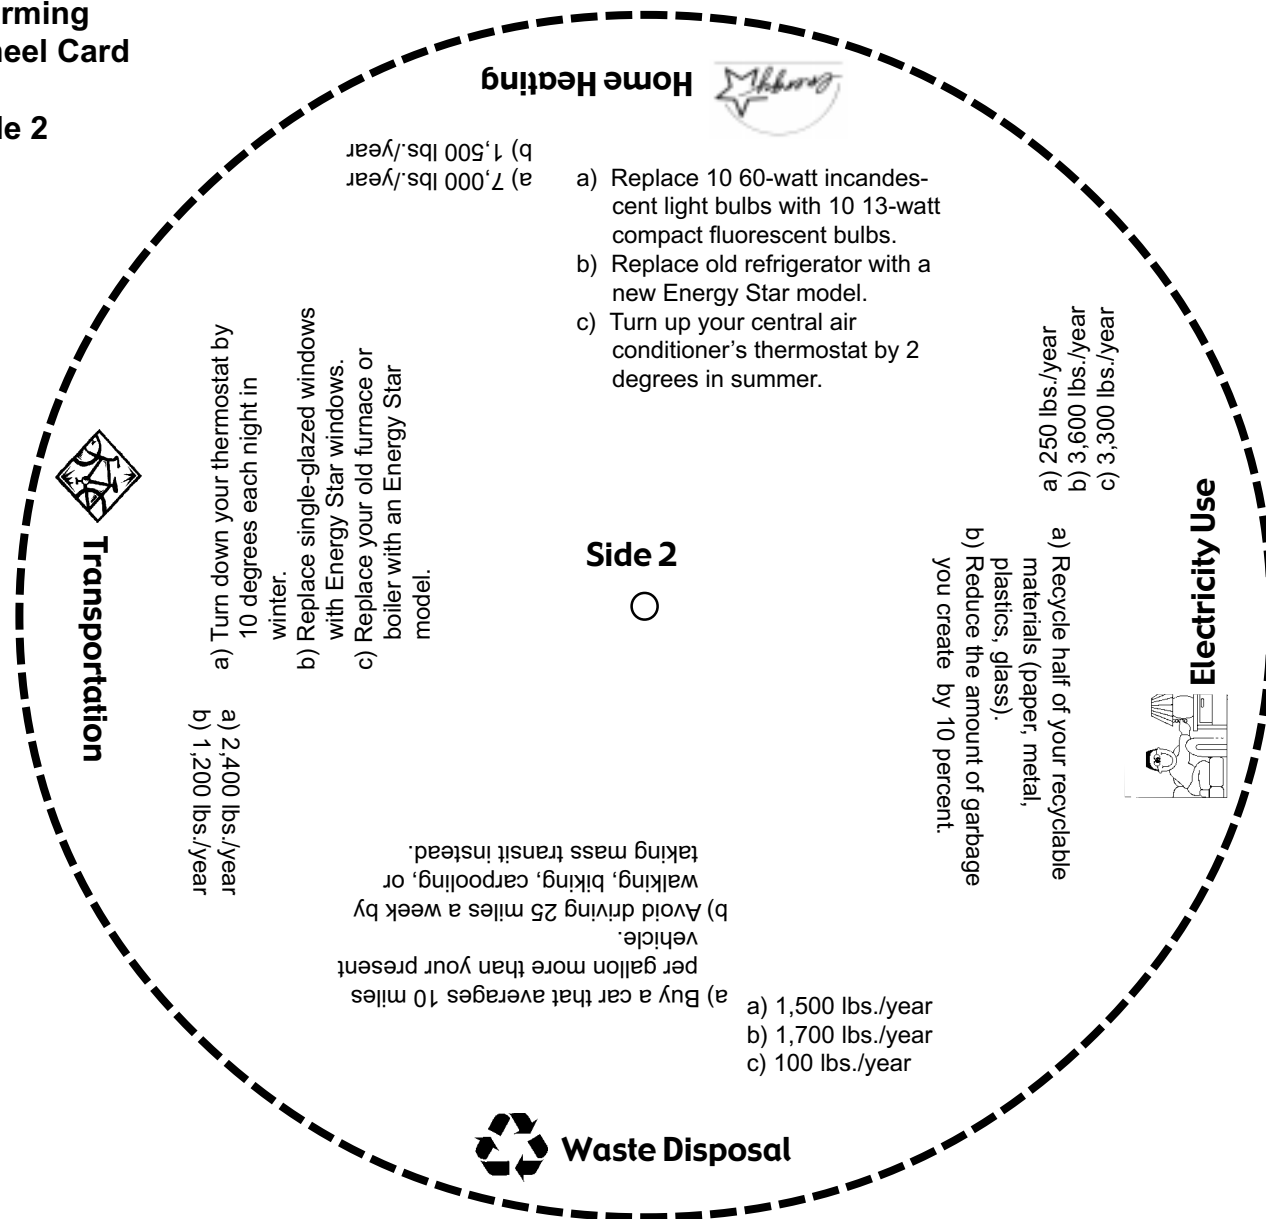 rming
eel Card
le 2
Home Heating
a) 7,000 lbs./year
b) 1,500 lbs./year
a) Replace 10 60-watt incandes-
cent light bulbs with 10 13-watt
compact fluorescent bulbs.
b) Replace old refrigerator with a
new Energy Star model.
c) Turn up your central air
conditioner's thermostat by 2
degrees in summer.
a) 250 lbs./year
b) 3,600 lbs./year
c) 3,300 lbs./year
Electricity Use
a) Turn down your thermostat by
10 degrees each night in
winter.
b) Replace single-glazed windows
with Energy Star windows.
c) Replace your old furnace or
boiler with an Energy Star
model.
Transportation
a) 2,400 lbs./year
b) 1,200 lbs./year
Side 2
a) Recycle half of your recyclable
materials (paper, metal,
plastics, glass).
b) Reduce the amount of garbage
you create by 10 percent.
a) Buy a car that averages 10 miles
per gallon more than your present
vehicle.
b) Avoid driving 25 miles a week by
walking, biking, carpooling, or
taking mass transit instead.
a) 1,500 lbs./year
b) 1,700 lbs./year
c) 100 lbs./year
Waste Disposal
energy